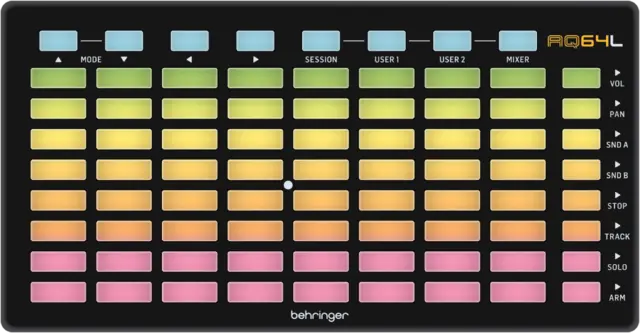 AQ64L
▲ MODE ▼ ◀ ▶ SESSION USER 1 USER 2 MIXER
▶ VOL
▶ PAN
▶ SND A
▶ SND B
▶ STOP
▶ TRACK
▶ SOLO
▶ ARM
behringer